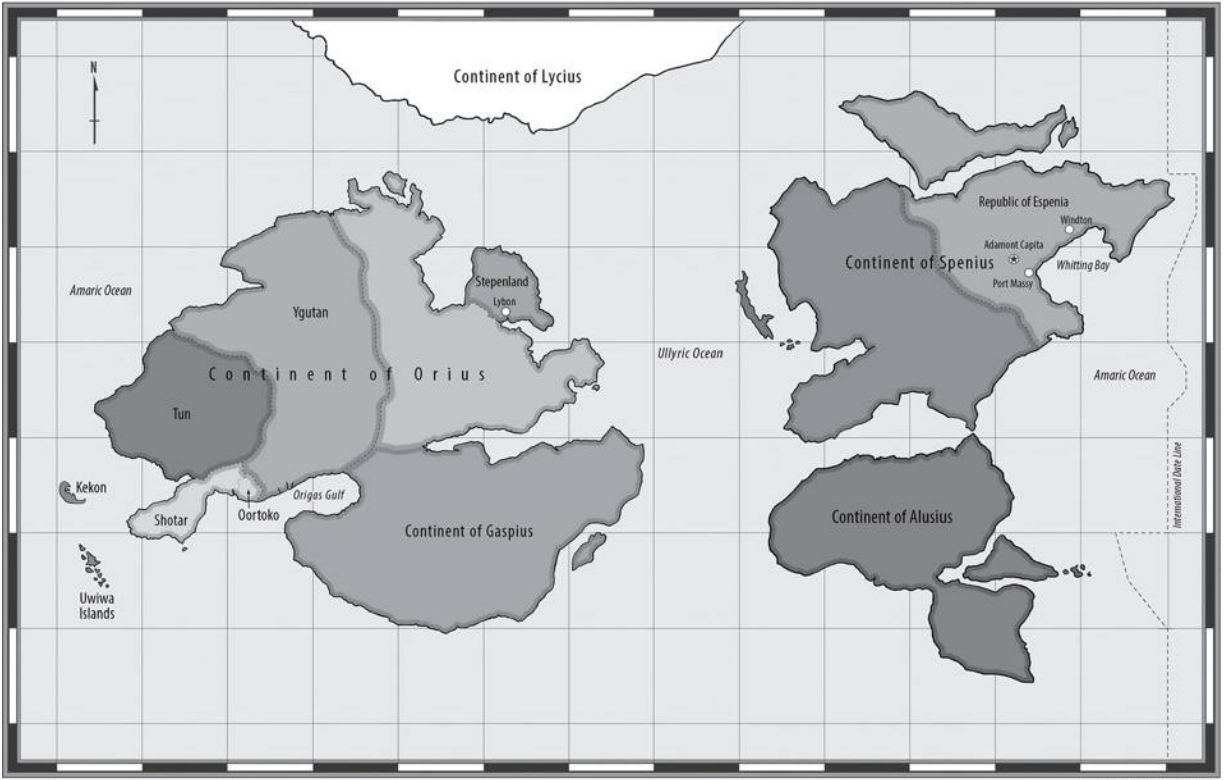 N
Continent of Lycius
Republic of Espenia
Windton
Adamont Capita
Continent of Spenius
Whitting Bay
Port Massy
Amaric Ocean
Stepenland
Lybon
Ygutan
Ullyric Ocean
Continent of Orius
Amaric Ocean
Tun
International Date Line
Kekon
Origas Gulf
Shotar
Oortoko
Continent of Gaspius
Continent of Alusius
Uwiwa
Islands